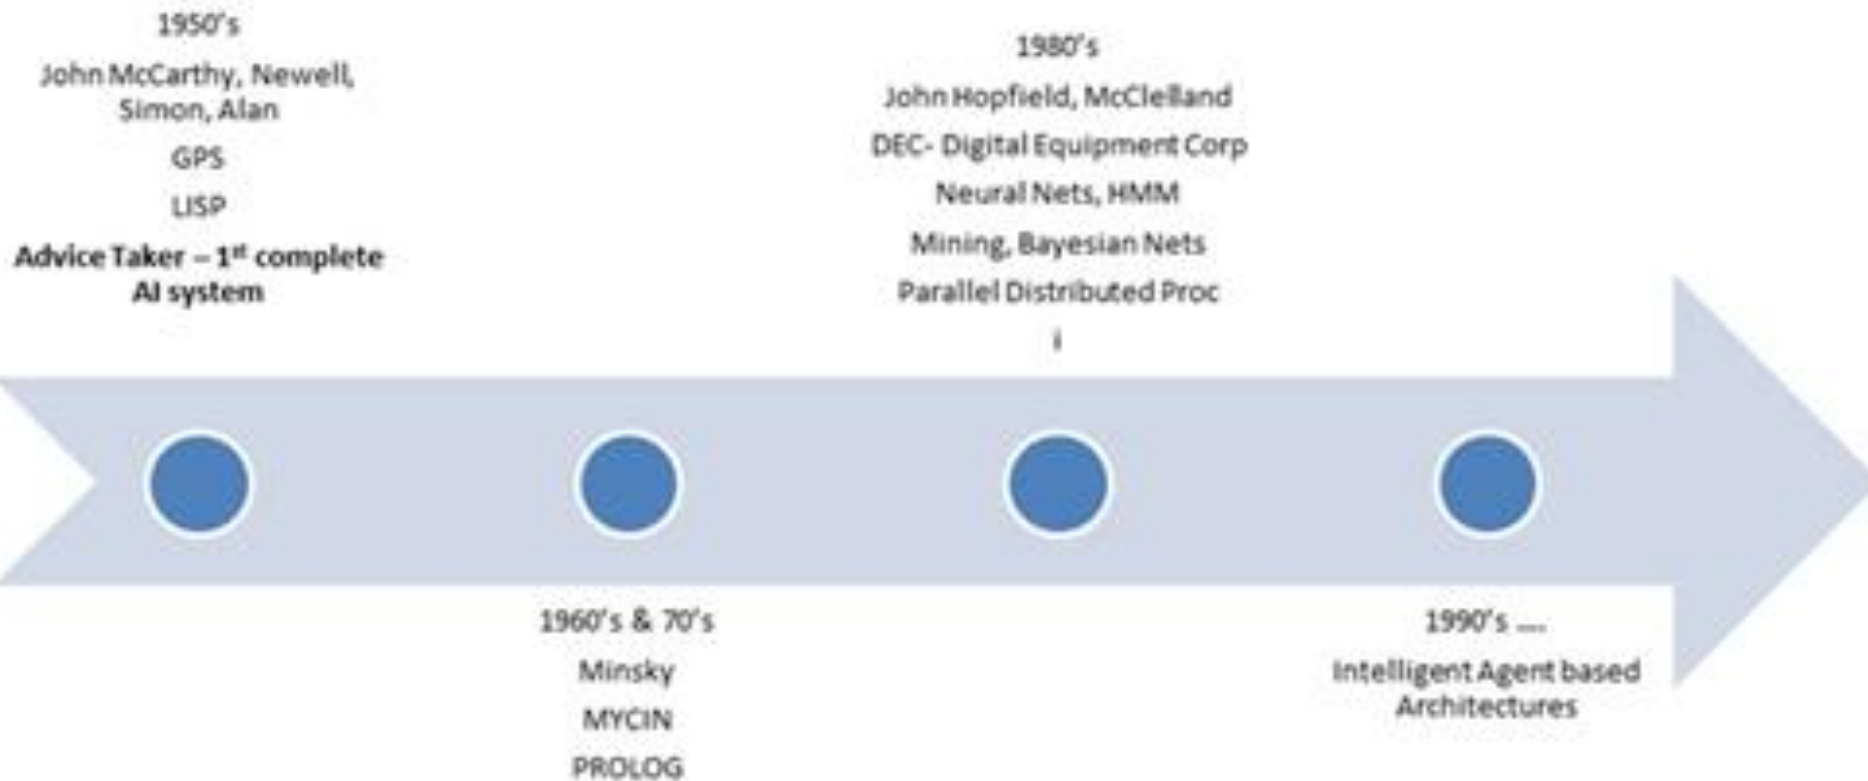 1950's
John McCarthy, Newell,
Simon, Alan
GPS
LISP
Advice Taker – 1st complete
AI system
1960's & 70's
Minsky
MYCIN
PROLOG
1980's
John Hopfield, McClelland
DEC- Digital Equipment Corp
Neural Nets, HMM
Mining, Bayesian Nets
Parallel Distributed Proc
i
1990's ....
Intelligent Agent based
Architectures